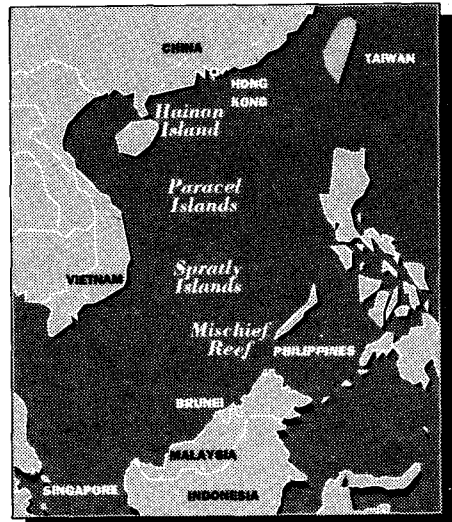 CHINA
TAIWAN
HONG
KONG
Hainan
Island
Paracel
Islands
VIETNAM
Spratly
Islands
Mischief
Reef
PHILIPPINES
BRUNEI
MALAYSIA
SINGAPORE
INDONESIA